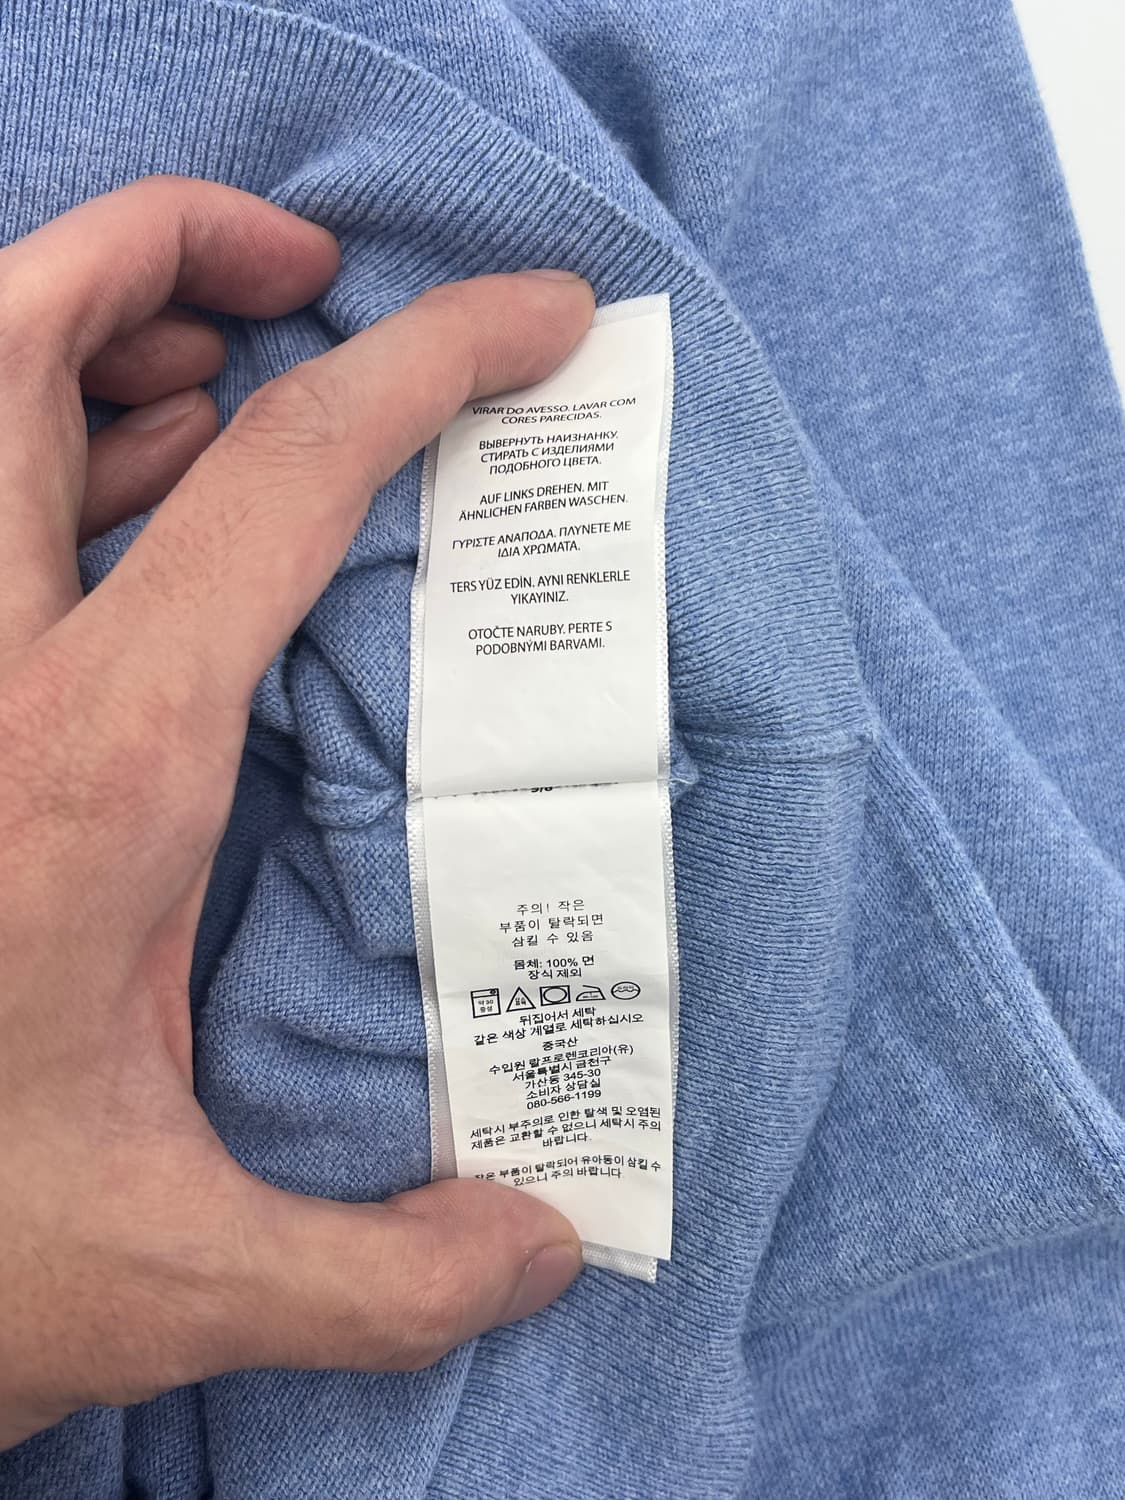 VIRAR DO AVESSO. LAVAR COM
CORES PARECIDAS.
ВЫВЕРНУТЬ НАИЗНАНКУ.
СТИРАТЬ С ИЗДЕЛИЯМИ
ПОДОБНОГО ЦВЕТА.
AUF LINKS DREHEN. MIT
ÄHNLICHEN FARBEN WASCHEN.
ΓΥΡΙΣΤΕ ΑΝΑΠΟΔΑ. ΠΛΥΝΕΤΕ ΜΕ
ΙΔΙΑ ΧΡΩΜΑΤΑ.
TERS YÜZ EDİN. AYNI RENKLERLE
YIKAYINIZ.
OTOČTE NARUBY. PERTE S
PODOBNÝMI BARVAMI.
주의! 작은
부품이 탈락되면
삼킬 수 있음
몸체: 100% 면
장식 제외
약 30
중성
뒤집어서 세탁
같은 색상 계열로 세탁하십시오
중국산
수입원 랄프로렌코리아(유)
서울특별시 금천구
가산동 345-30
소비자 상담실
080-566-1199
세탁시 부주의로 인한 탈색 및 오염된
제품은 교환할 수 없으니 세탁시 주의
바랍니다.
작은 부품이 탈락되어 유아동이 삼킬 수
있으니 주의 바랍니다.